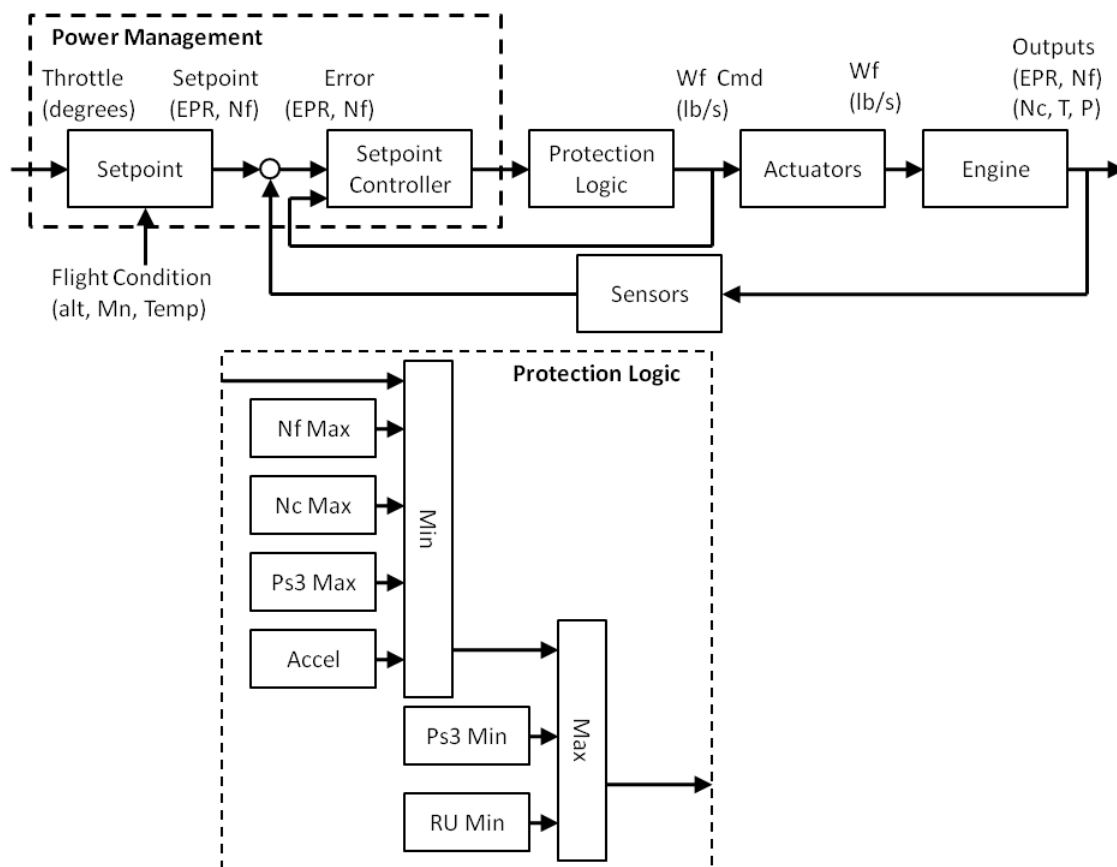 Power Management
Throttle
(degrees)
Setpoint
(EPR, Nf)
Error
(EPR, Nf)
Wf Cmd
(lb/s)
Wf
(lb/s)
Outputs
(EPR, Nf)
(Nc, T, P)
Setpoint
Setpoint
Controller
Protection
Logic
Actuators
Engine
Flight Condition
(alt, Mn, Temp)
Sensors
Protection Logic
Nf Max
Nc Max
Ps3 Max
Accel
Min
Ps3 Min
RU Min
Max